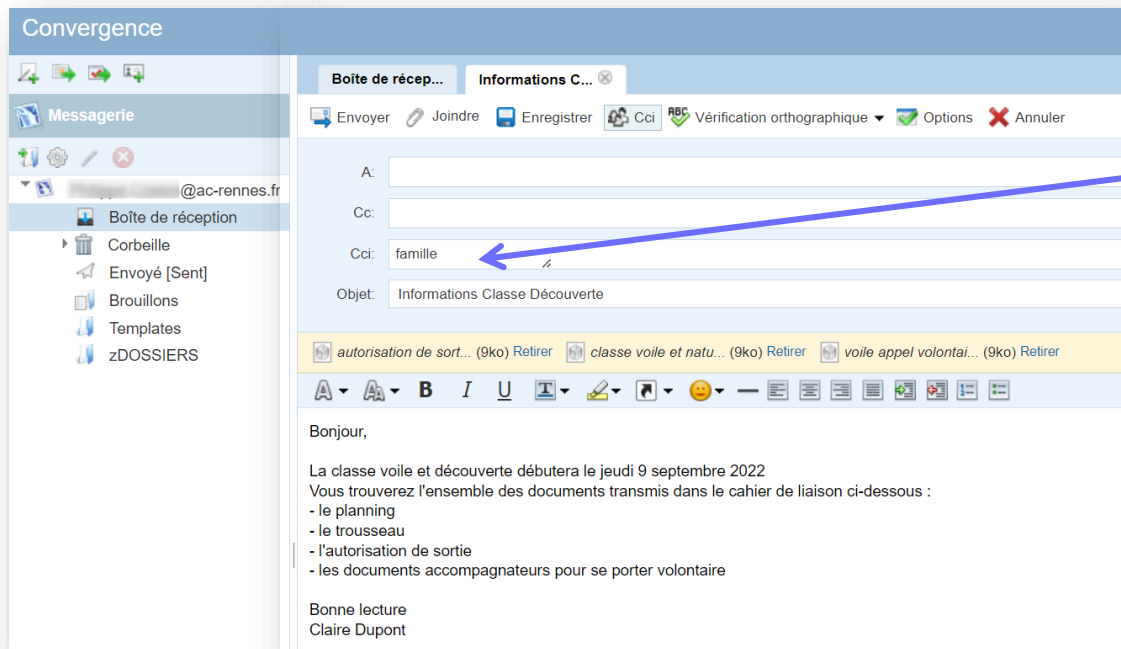 Convergence
Messagerie
@ac-rennes.fr
Boîte de réception
Corbeille
Envoyé [Sent]
Brouillons
Templates
zDOSSIERS
Boîte de récep... Informations C...
Envoyer Joindre Enregistrer Cci ABC Vérification orthographique Options Annuler
A:
Cc:
Cci: famille
Objet: Informations Classe Découverte
autorisation de sort... (9ko) Retirer classe voile et natu... (9ko) Retirer voile appel volontai... (9ko) Retirer
A AA B I U T
Bonjour,
La classe voile et découverte débutera le jeudi 9 septembre 2022
Vous trouverez l'ensemble des documents transmis dans le cahier de liaison ci-dessous :
- le planning
- le trousseau
- l'autorisation de sortie
- les documents accompagnateurs pour se porter volontaire
Bonne lecture
Claire Dupont